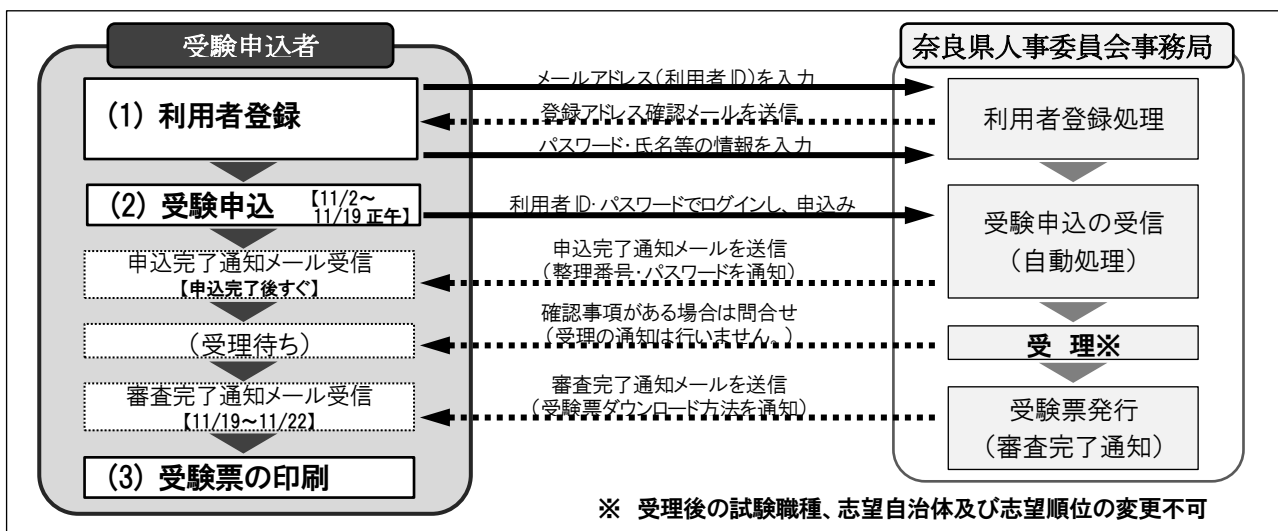 受験申込者
奈良県人事委員会事務局
(1) 利用者登録
メールアドレス(利用者ID)を入力
登録アドレス確認メールを送信
パスワード・氏名等の情報を入力
利用者登録処理
(2) 受験申込
【11/2~
11/19 正午】
利用者ID・パスワードでログインし、申込み
受験申込の受信
(自動処理)
申込完了通知メール受信
【申込完了後すぐ】
申込完了通知メールを送信
(整理番号・パスワードを通知)
(受理待ち)
確認事項がある場合は問合せ
(受理の通知は行いません。)
受 理※
審査完了通知メール受信
【11/19~11/22】
審査完了通知メールを送信
(受験票ダウンロード方法を通知)
受験票発行
(審査完了通知)
(3) 受験票の印刷
※ 受理後の試験職種、志望自治体及び志望順位の変更不可